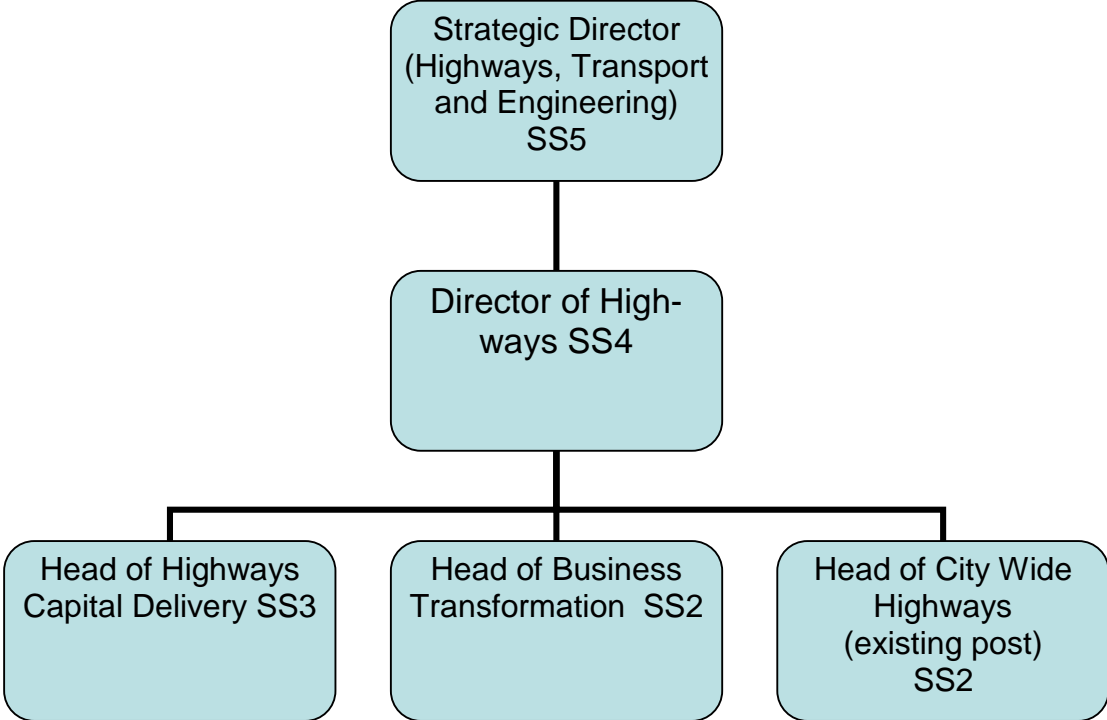 Strategic Director
(Highways, Transport
and Engineering)
SS5
Director of High-
ways SS4
Head of Highways
Capital Delivery SS3
Head of Business
Transformation  SS2
Head of City Wide
Highways
(existing post)
SS2